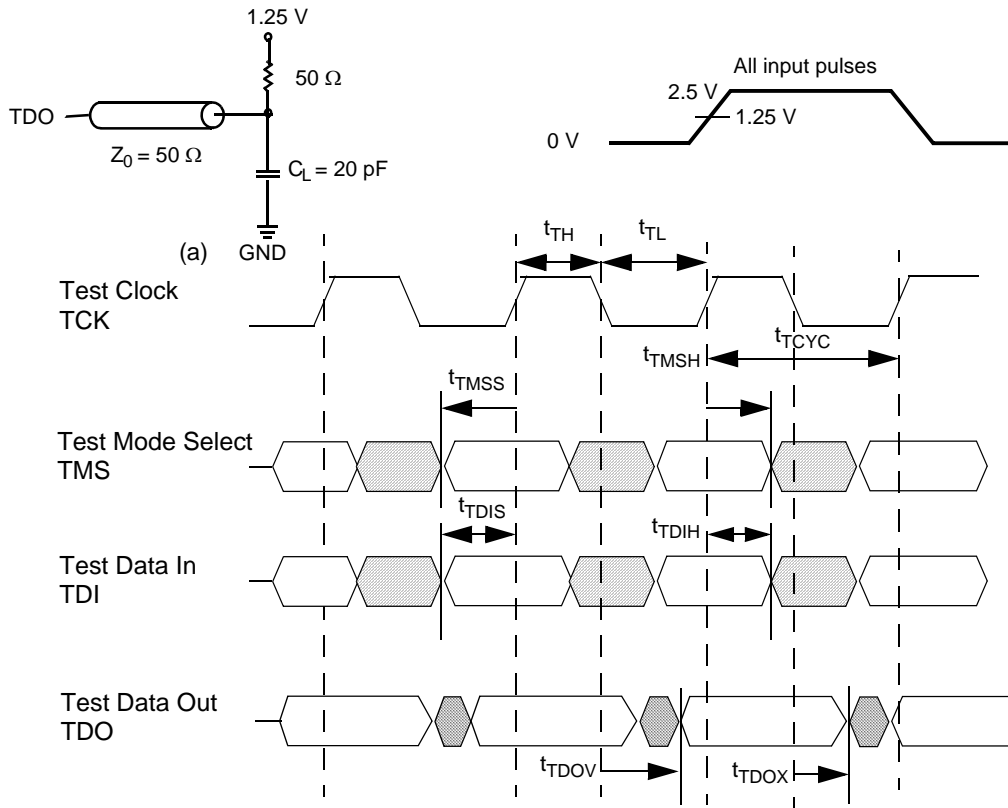 1.25 V
50 Ω
TDO
Z0 = 50 Ω
CL = 20 pF
(a) GND
All input pulses
2.5 V
1.25 V
0 V
tTH
tTL
Test Clock
TCK
tTCYC
tTMSH
tTMSS
Test Mode Select
TMS
tTDIS
tTDIH
Test Data In
TDI
Test Data Out
TDO
tTDOV
tTDOX